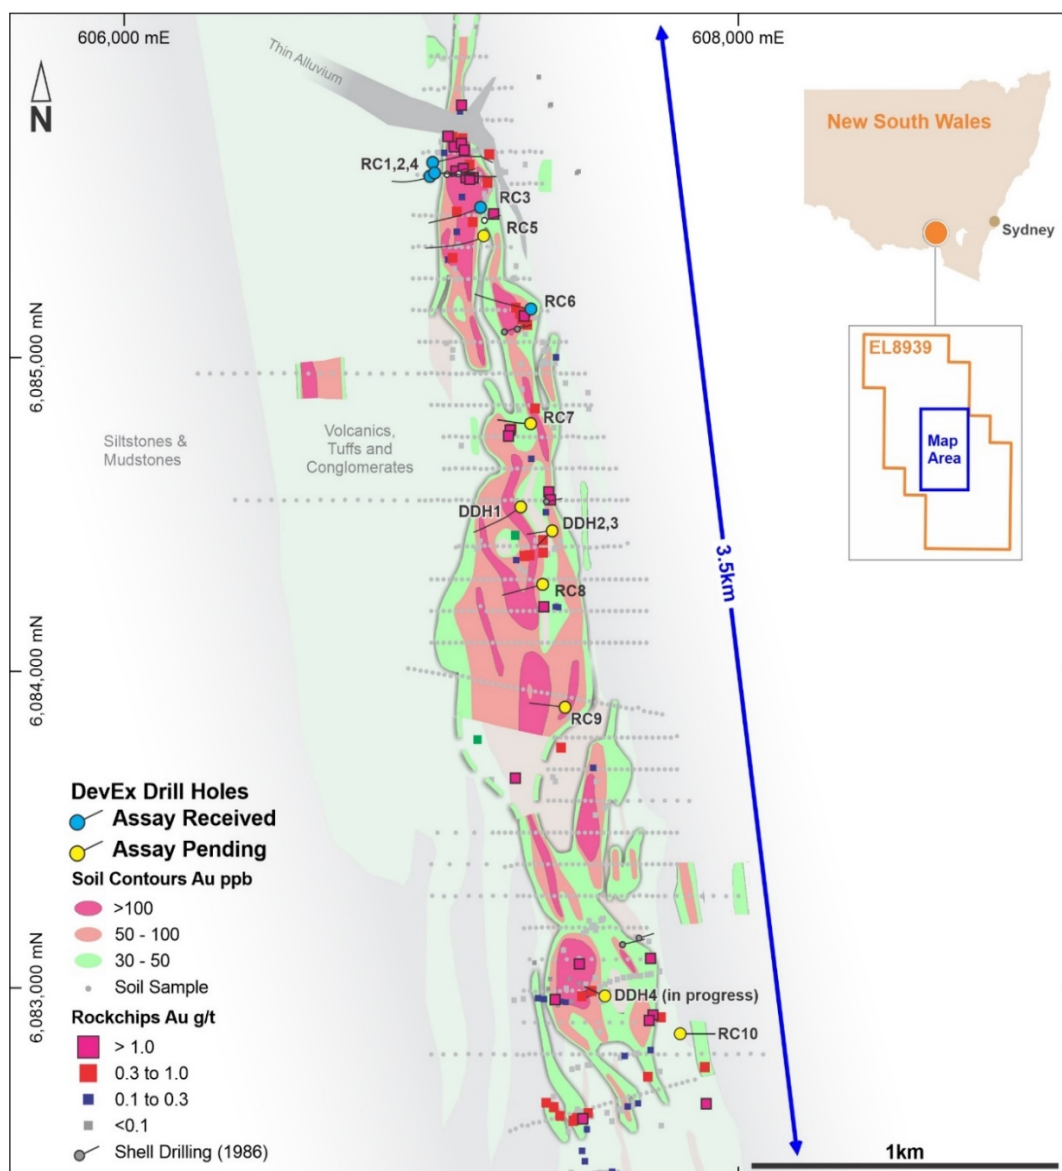 606,000 mE
608,000 mE
N
Thin Alluvium
New South Wales
Sydney
RC1,2,4
RC3
RC5
RC6
6,085,000 mN
EL8939
Map
Area
Siltstones &
Mudstones
Volcanics,
Tuffs and
Conglomerates
RC7
DDH1
DDH2,3
3.5km
RC8
6,084,000 mN
RC9
DevEx Drill Holes
Assay Received
Assay Pending
Soil Contours Au ppb
>100
50 - 100
30 - 50
Soil Sample
Rockchips Au g/t
> 1.0
0.3 to 1.0
0.1 to 0.3
<0.1
Shell Drilling (1986)
6,083,000 mN
DDH4 (in progress)
RC10
1km